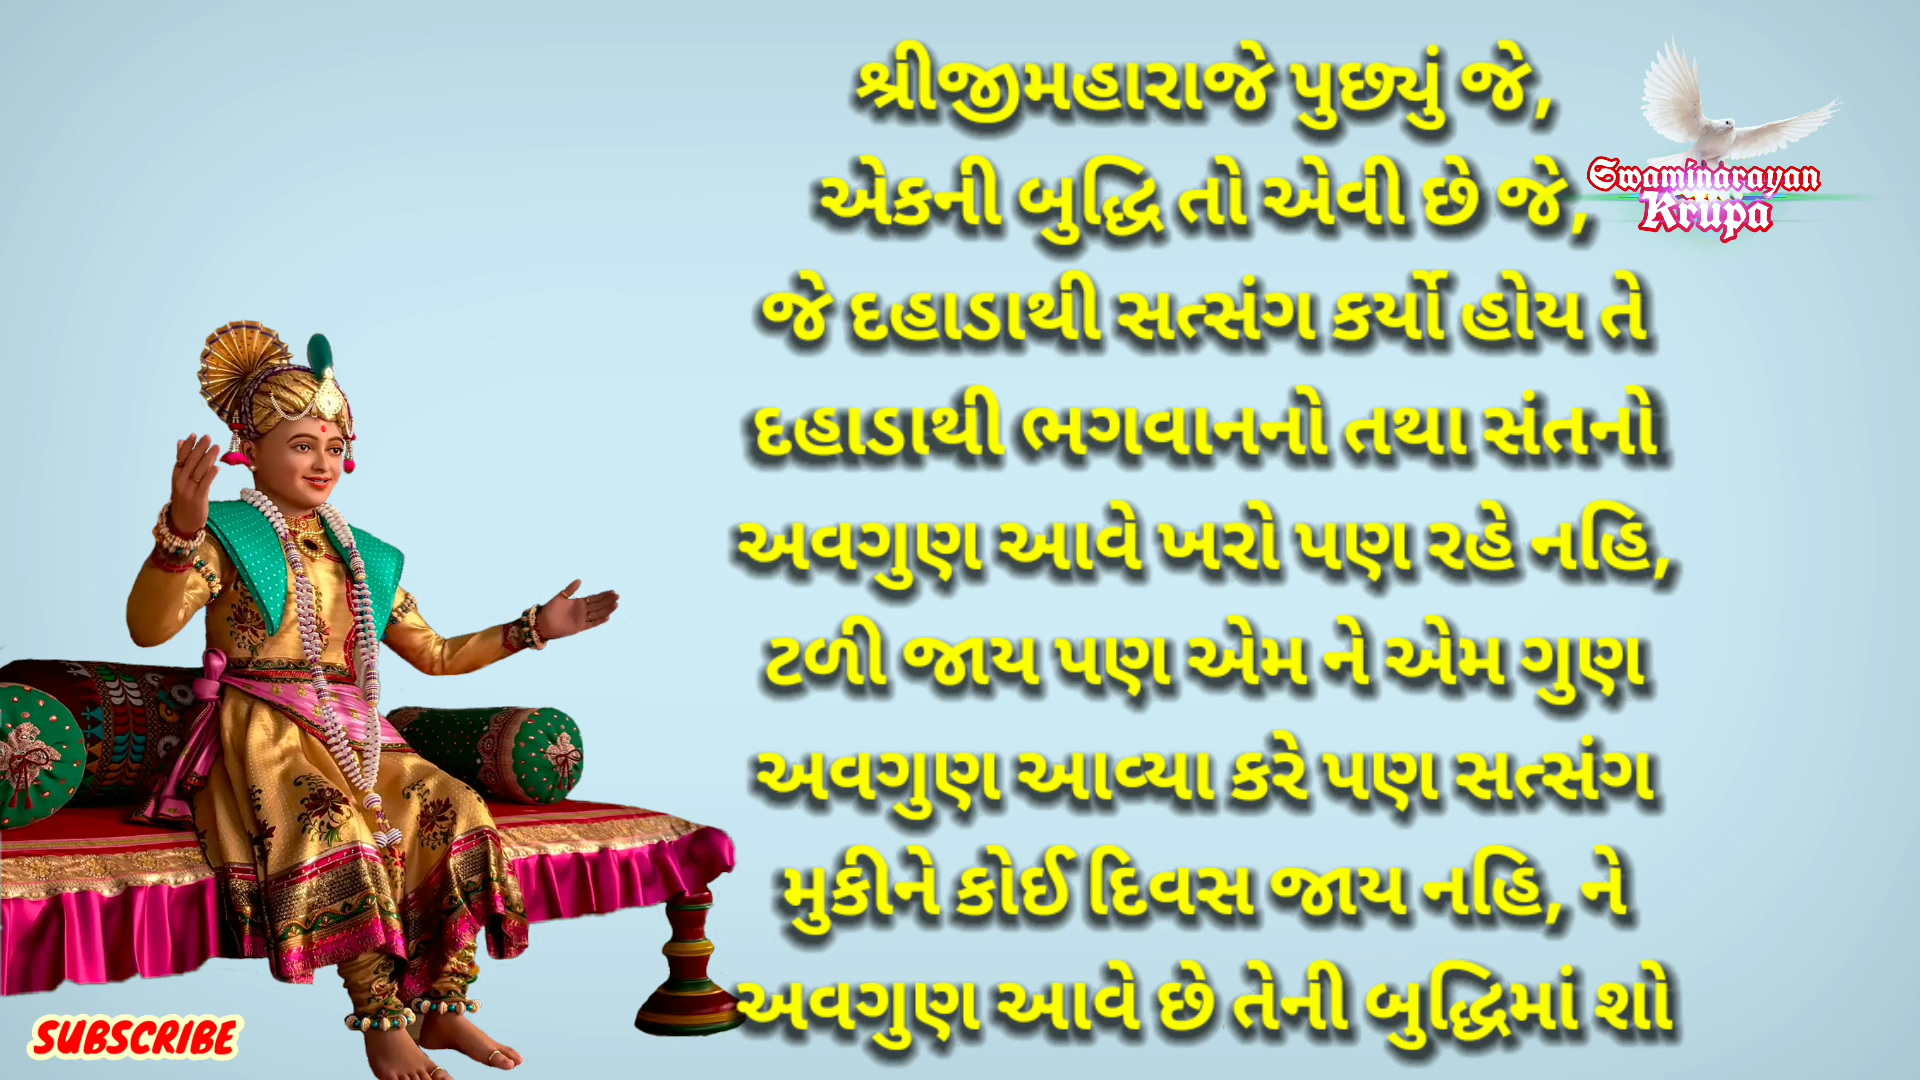 શ્રીજીમહારાજે પુછ્યું જે,
એકની બુદ્ધિ તો એવી છે જે,
જે દહાડાથી સત્સંગ કર્યો હોય તે
દહાડાથી ભગવાનનો તથા સંતનો
અવગુણ આવે ખરો પણ રહે નહિ,
ટળી જાય પણ એમ ને એમ ગુણ
અવગુણ આવ્યા કરે પણ સત્સંગ
મુકીને કોઈ દિવસ જાય નહિ, ને
અવગુણ આવે છે તેની બુદ્ધિમાં શો
Swaminarayan
Krupa
SUBSCRIBE